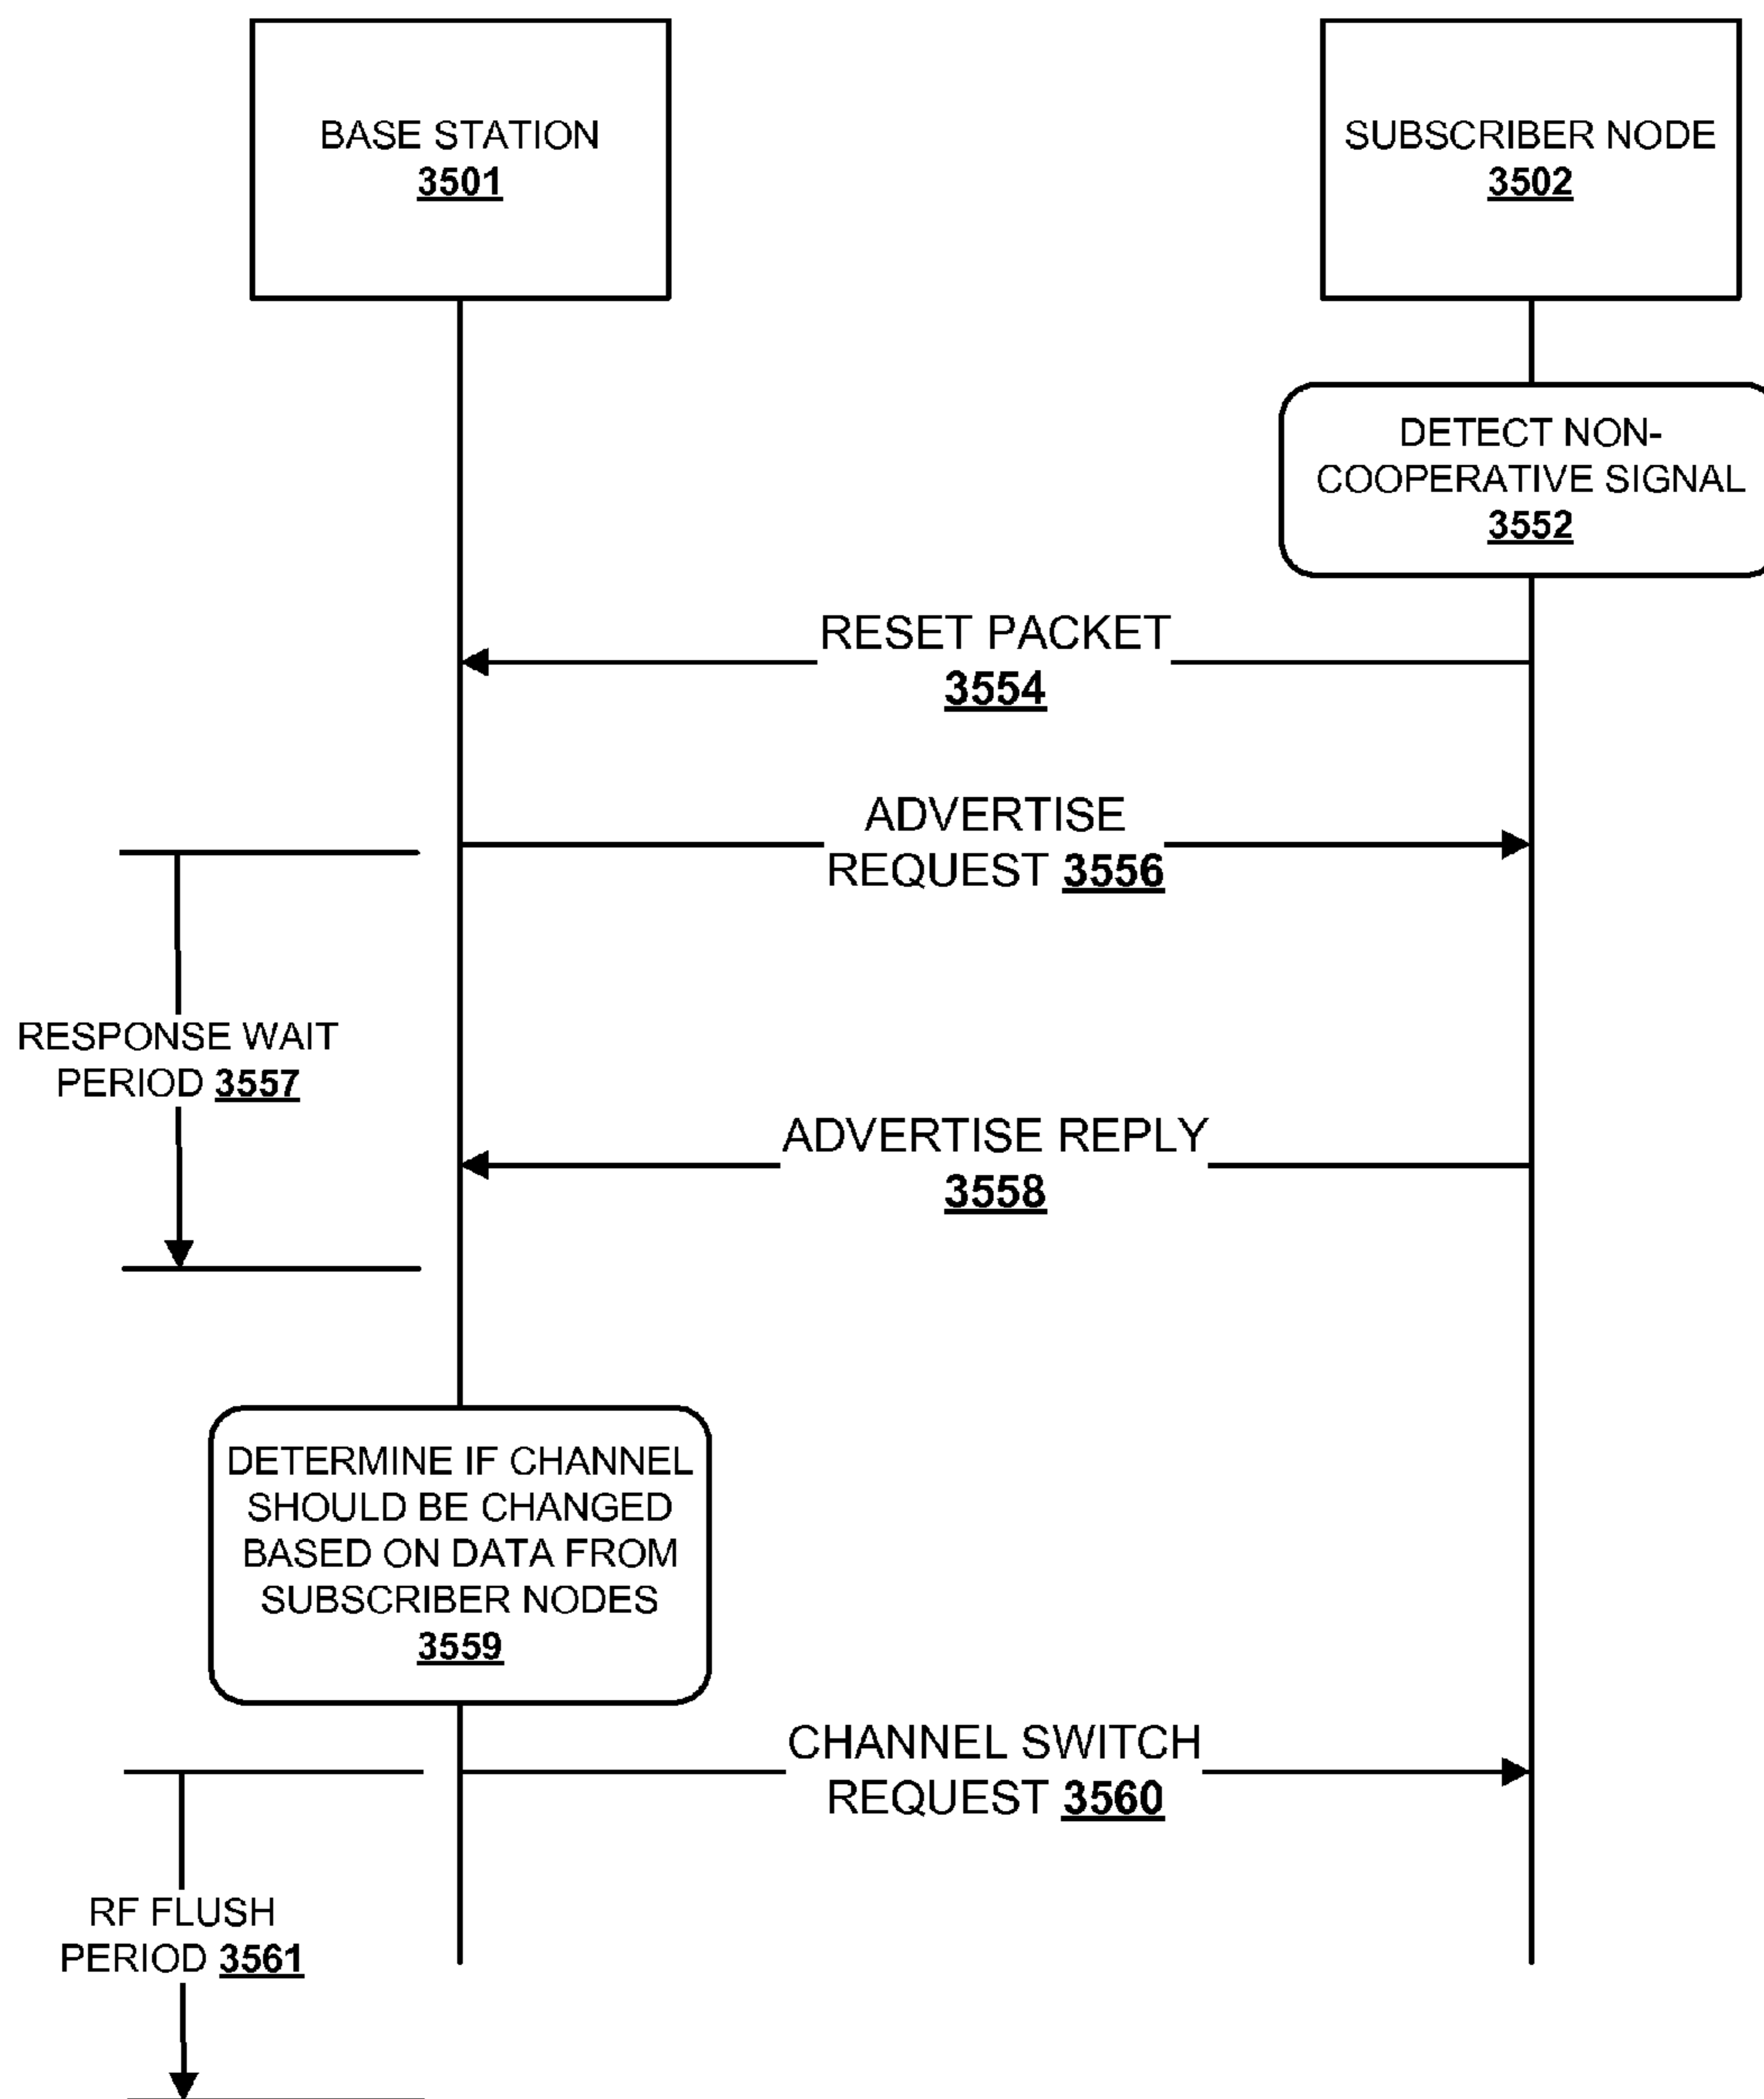 BASE STATION
3501
SUBSCRIBER NODE
3502
DETECT NON-
COOPERATIVE SIGNAL
3552
RESET PACKET
3554
ADVERTISE
REQUEST 3556
RESPONSE WAIT
PERIOD 3557
ADVERTISE REPLY
3558
DETERMINE IF CHANNEL
SHOULD BE CHANGED
BASED ON DATA FROM
SUBSCRIBER NODES
3559
CHANNEL SWITCH
REQUEST 3560
RF FLUSH
PERIOD 3561